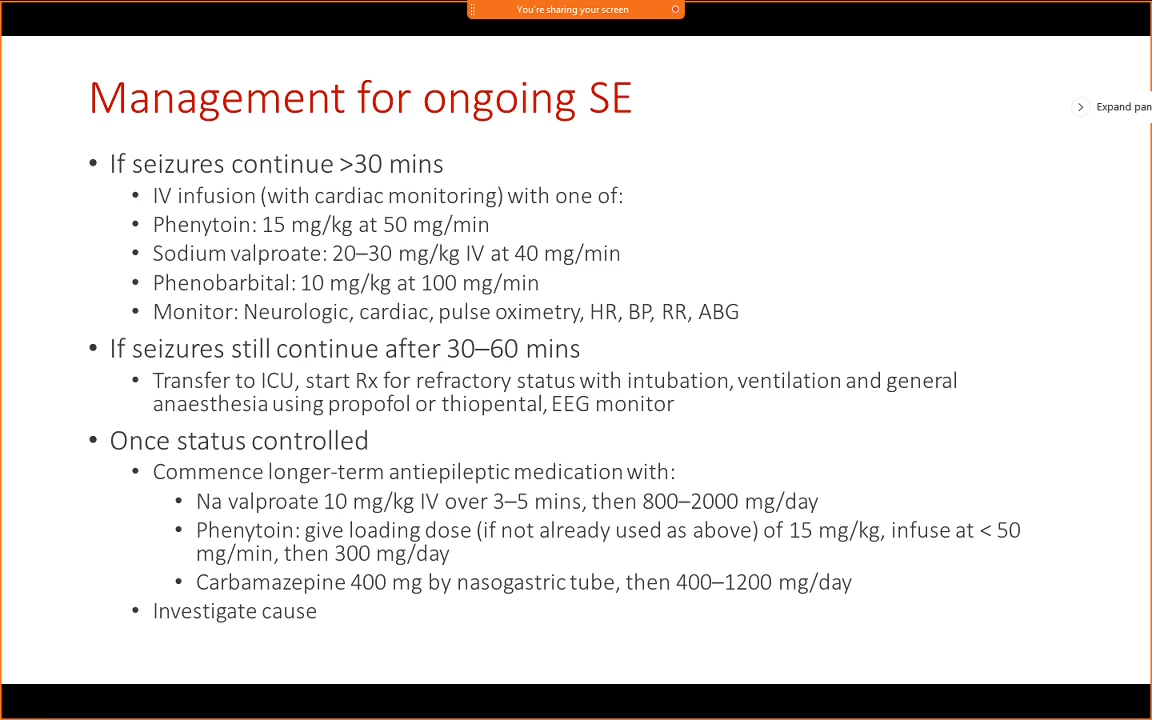 You're sharing your screen
Management for ongoing SE
Expand pan
• If seizures continue >30 mins
• IV infusion (with cardiac monitoring) with one of:
• Phenytoin: 15 mg/kg at 50 mg/min
• Sodium valproate: 20–30 mg/kg IV at 40 mg/min
• Phenobarbital: 10 mg/kg at 100 mg/min
• Monitor: Neurologic, cardiac, pulse oximetry, HR, BP, RR, ABG
• If seizures still continue after 30–60 mins
• Transfer to ICU, start Rx for refractory status with intubation, ventilation and general
anaesthesia using propofol or thiopental, EEG monitor
• Once status controlled
• Commence longer-term antiepileptic medication with:
• Na valproate 10 mg/kg IV over 3–5 mins, then 800–2000 mg/day
• Phenytoin: give loading dose (if not already used as above) of 15 mg/kg, infuse at < 50
mg/min, then 300 mg/day
• Carbamazepine 400 mg by nasogastric tube, then 400–1200 mg/day
• Investigate cause